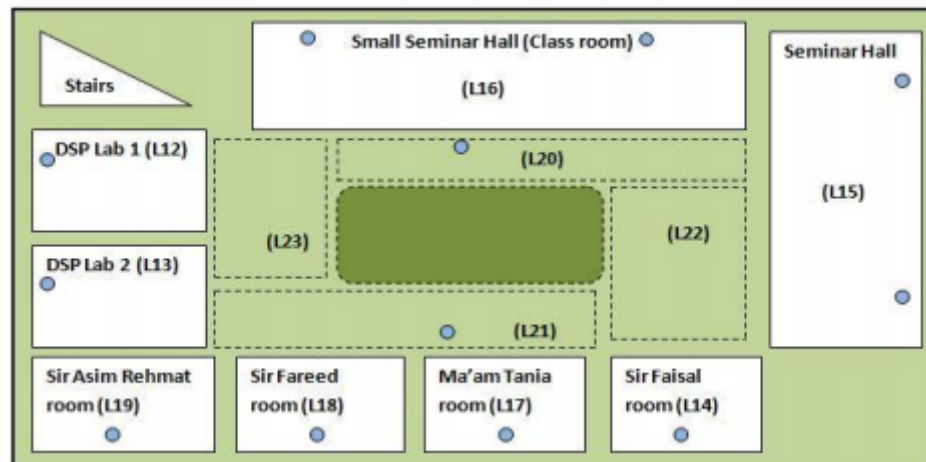 Small Seminar Hall (Class room)
(L16)
Seminar Hall
(L15)
Stairs
DSP Lab 1 (L12)
(L20)
(L23)
(L22)
DSP Lab 2 (L13)
(L21)
Sir Asim Rehmat
room (L19)
Sir Fareed
room (L18)
Ma'am Tania
room (L17)
Sir Faisal
room (L14)